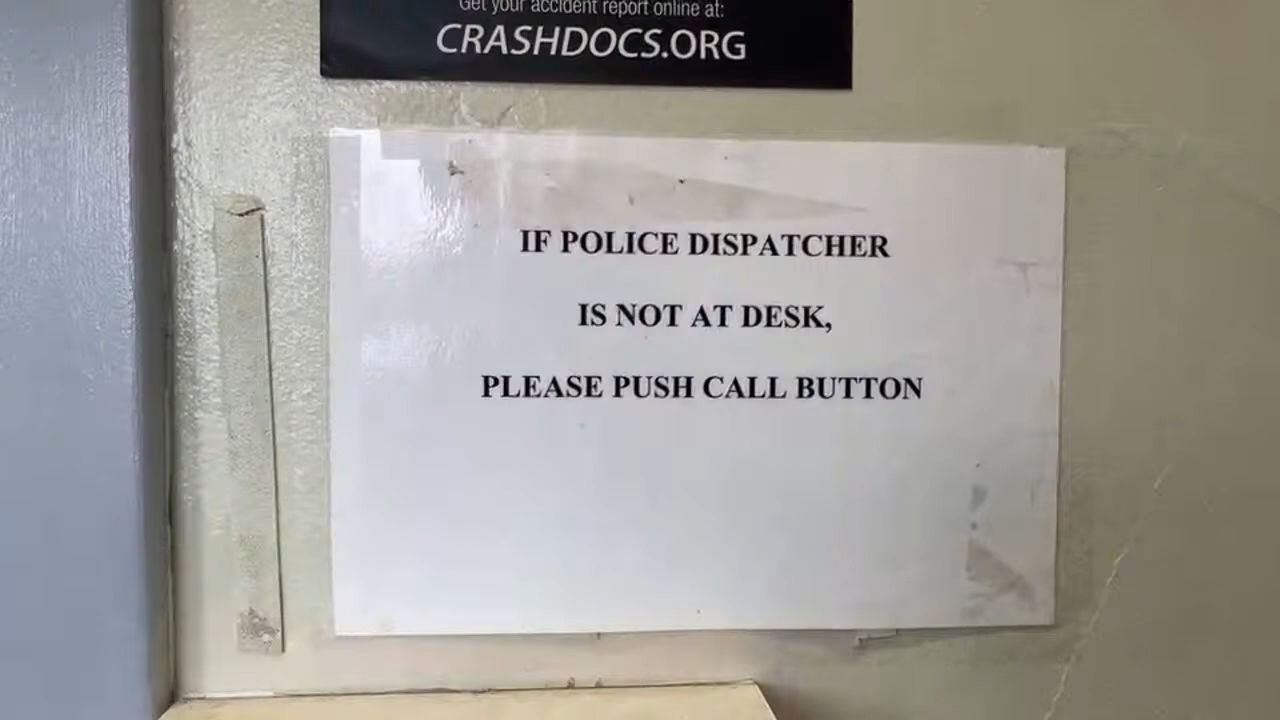 Get your accident report online at:
CRASHDOCS.ORG
IF POLICE DISPATCHER
IS NOT AT DESK,
PLEASE PUSH CALL BUTTON